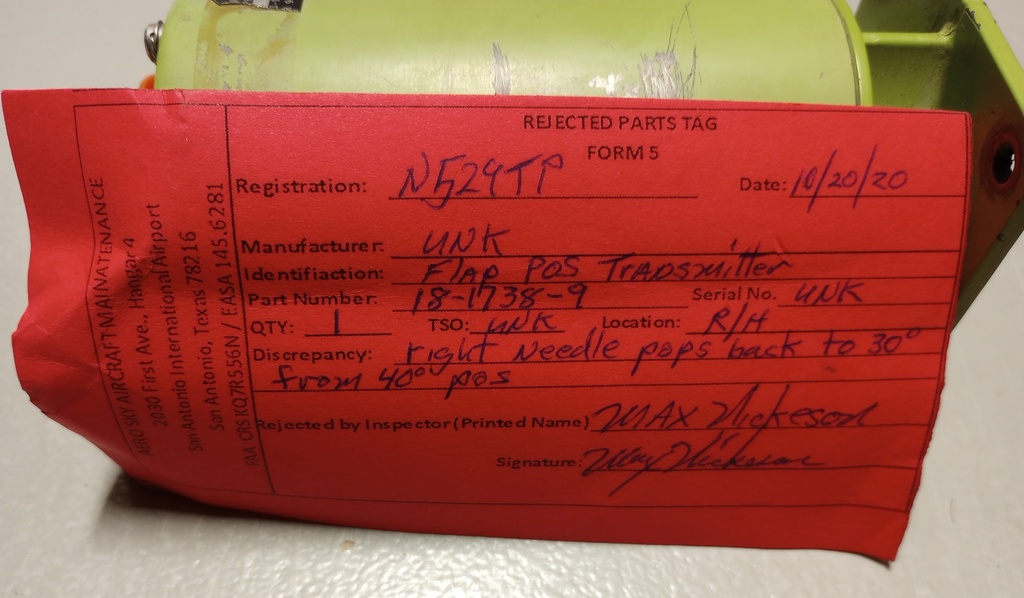 REJECTED PARTS TAG
FORM 5
Registration: N529TP Date: 10/20/20
Manufacturer: UNK
Identifiaction: Flap POS Transmitter
Part Number: 18-1738-9 Serial No. UNK
QTY: 1 TSO: UNK Location: R/H
Discrepancy: right Needle pops back to 30°
from 40° pos
Rejected by Inspector (Printed Name) MAX Nickeson
Signature: Max Nickeson
AERO SKY AIRCRAFT MAINATENANCE
2030 First Ave., Hangar 4
San Antonio International Airport
San Antonio, Texas 78216
FAA CRS KQ7R556N / EASA 145.6281